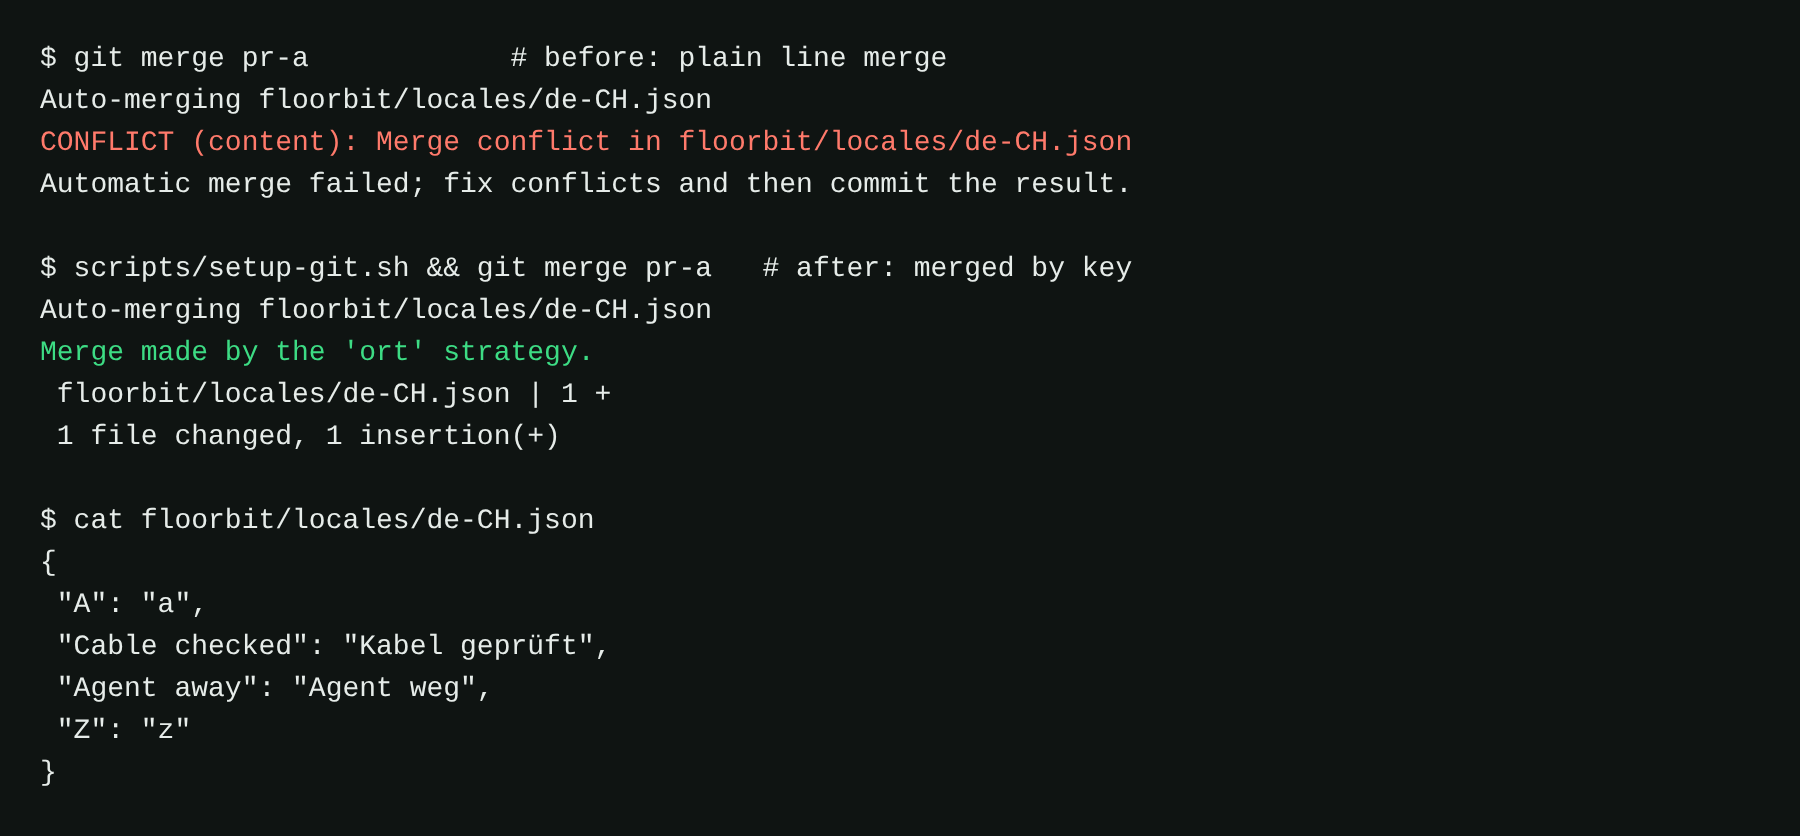 $ git merge pr-a            # before: plain line merge
Auto-merging floorbit/locales/de-CH.json
CONFLICT (content): Merge conflict in floorbit/locales/de-CH.json
Automatic merge failed; fix conflicts and then commit the result.
$ scripts/setup-git.sh && git merge pr-a   # after: merged by key
Auto-merging floorbit/locales/de-CH.json
Merge made by the 'ort' strategy.
 floorbit/locales/de-CH.json | 1 +
 1 file changed, 1 insertion(+)
$ cat floorbit/locales/de-CH.json
{
 "A": "a",
 "Cable checked": "Kabel geprüft",
 "Agent away": "Agent weg",
 "Z": "z"
}